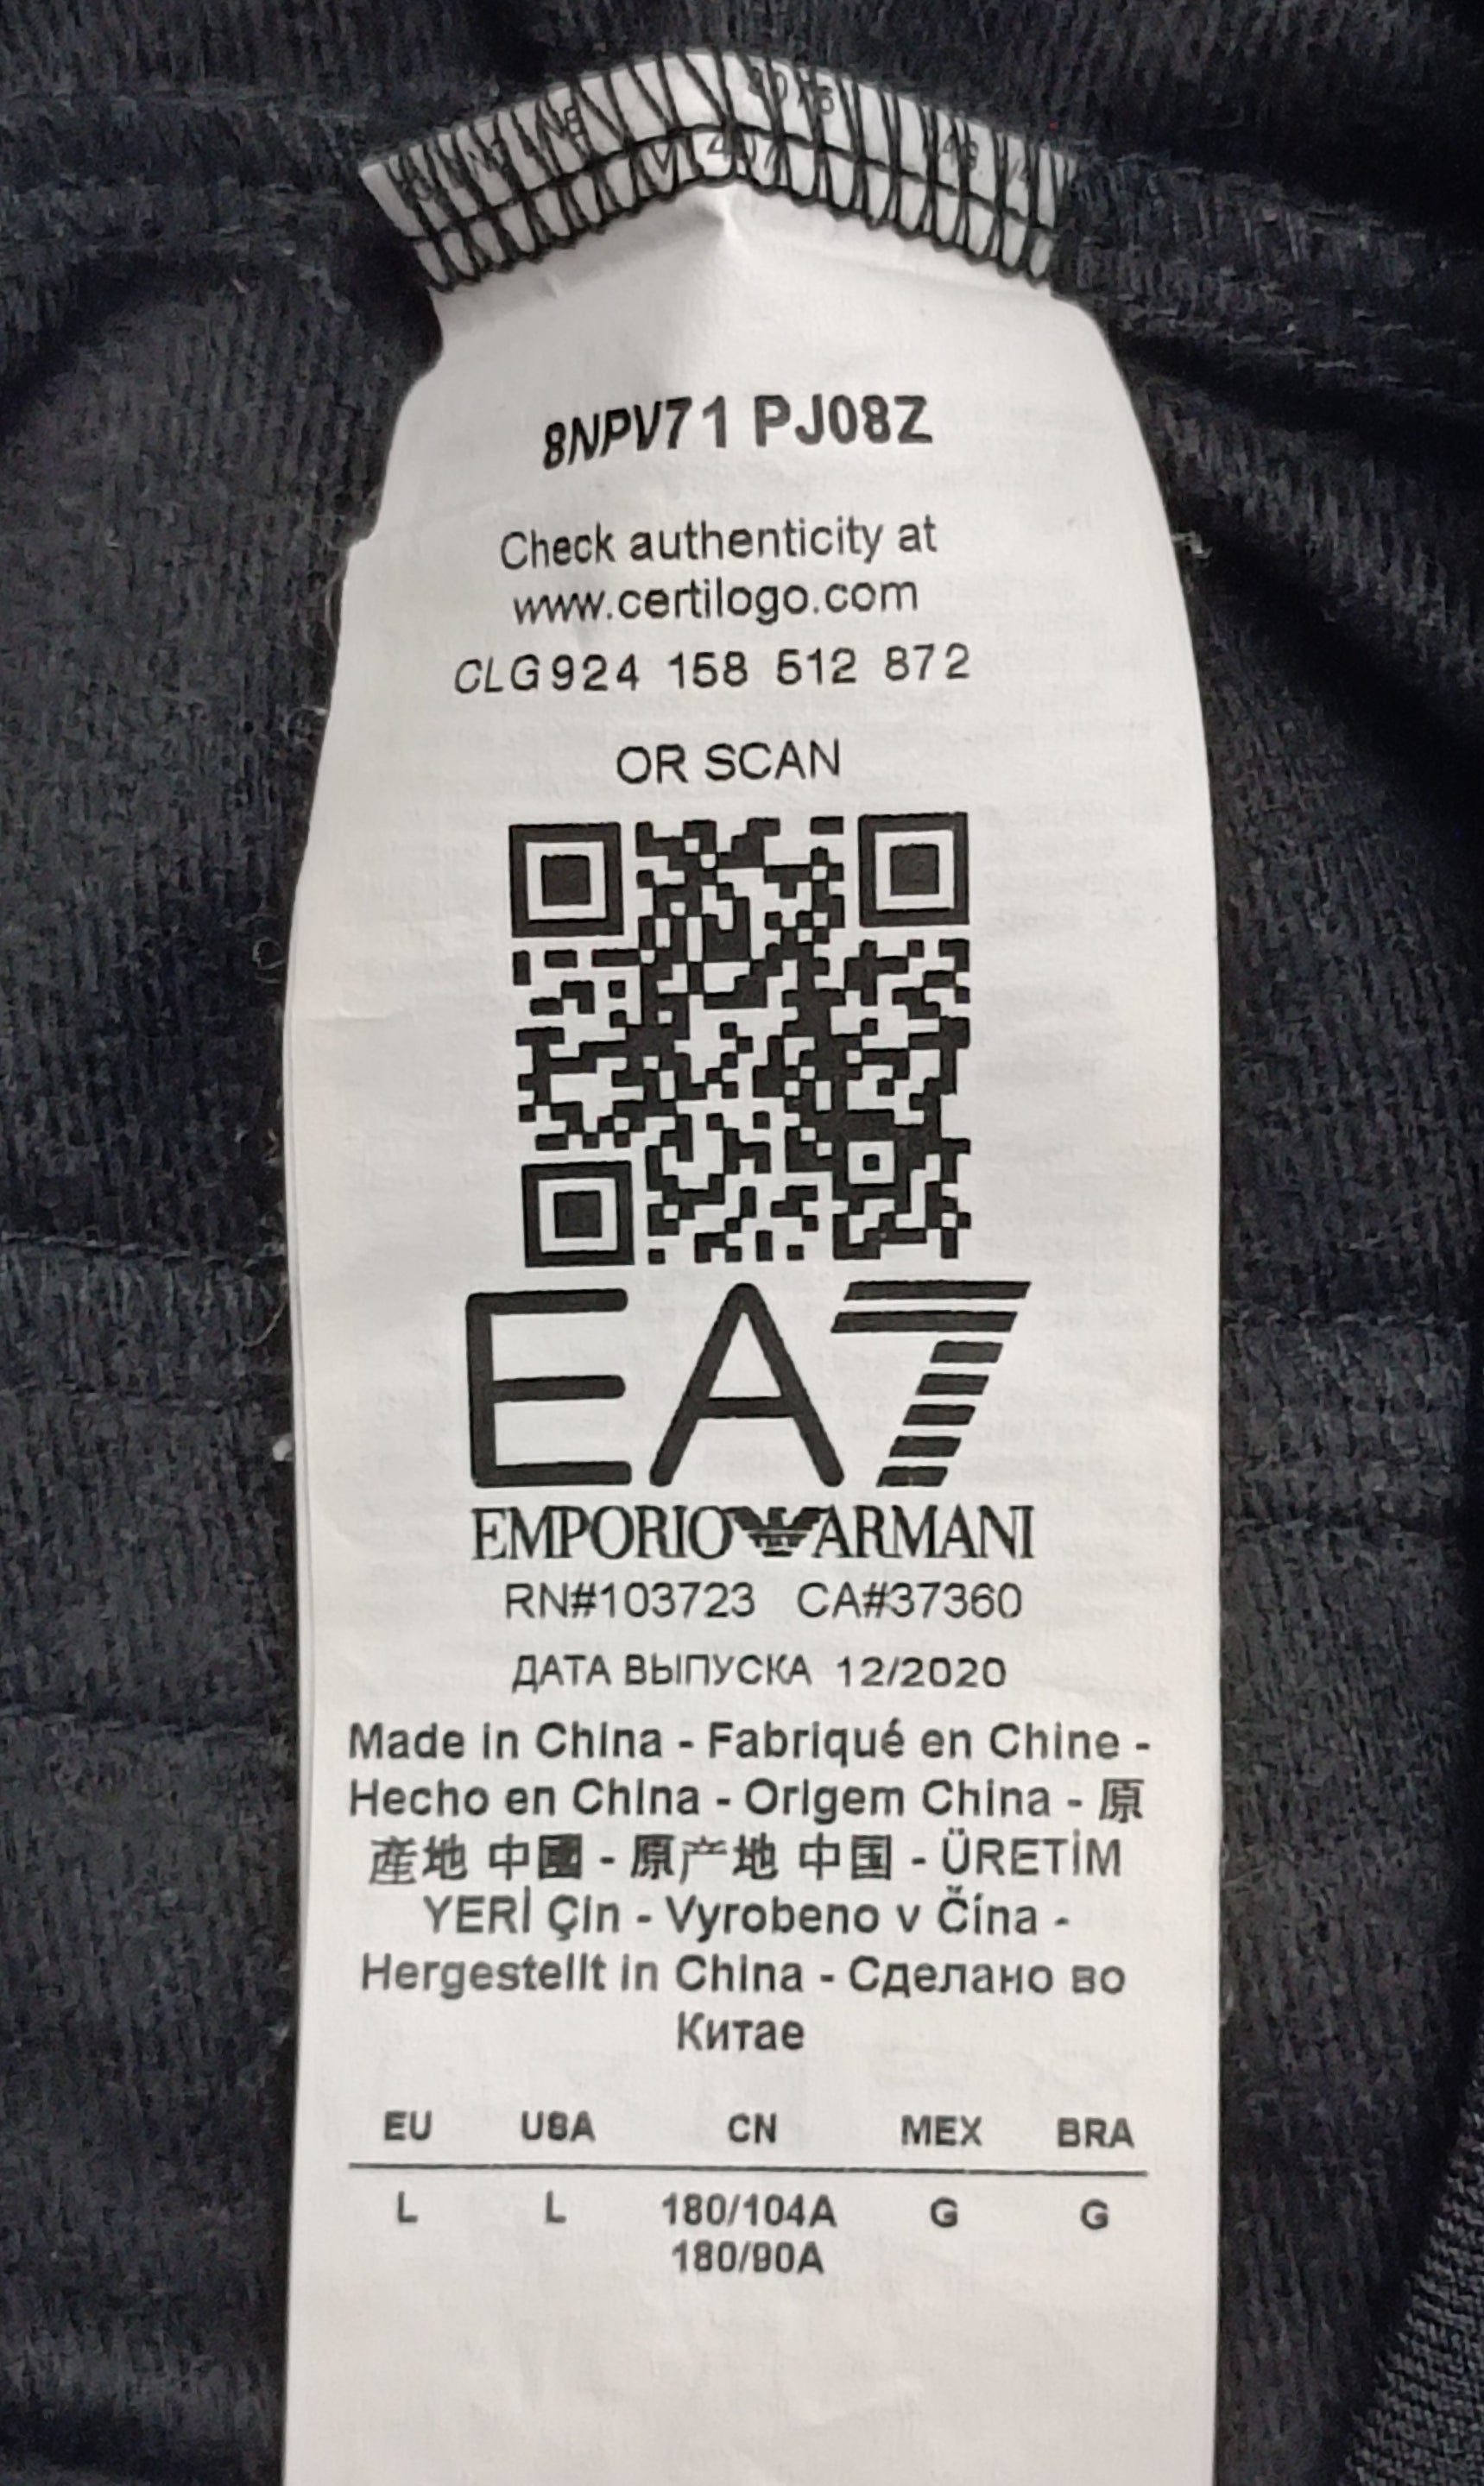 8NPV71 PJ08Z
Check authenticity at
www.certilogo.com
CLG 924 158 512 872
OR SCAN
EA7
EMPORIO ARMANI
RN#103723 CA#37360
ДАТА ВЫПУСКА 12/2020
Made in China - Fabriqué en Chine -
Hecho en China - Origem China - 原
產地 中國 - 原产地 中国 - ÜRETİM
YERİ Çin - Vyrobeno v Čína -
Hergestellt in China - Сделано во
Китае
EU USA CN MEX BRA
L L 180/104A G G
180/90A